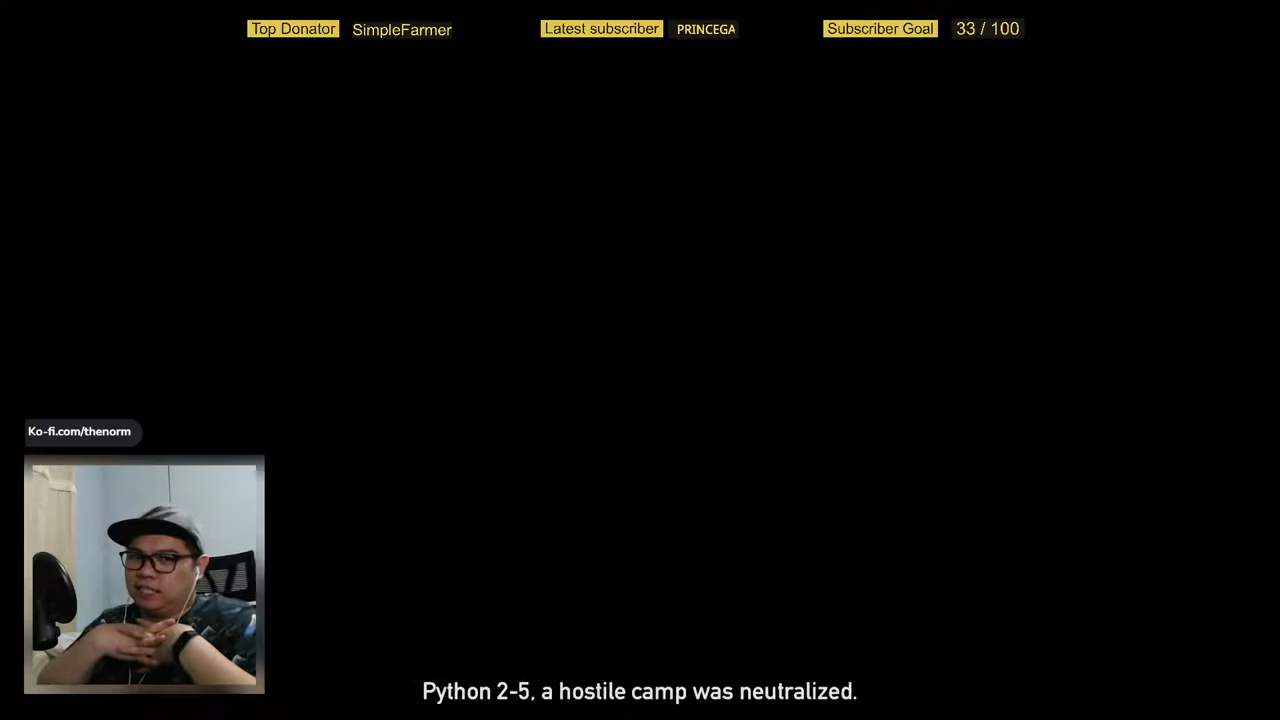 Top Donator SimpleFarmer Latest subscriber PRINCEGA Subscriber Goal 33 / 100
Ko-fi.com/thenorm
Python 2-5, a hostile camp was neutralized.